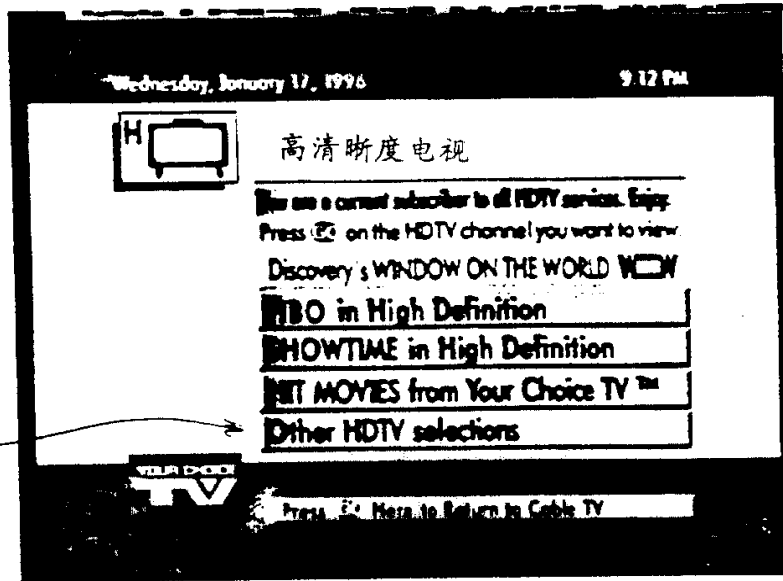 Wednesday, January 17, 1996 9:12 PM
H
高清晰度电视
You are a current subscriber to all HDTV services. Enjoy.
Press on the HDTV channel you want to view.
Discovery's WINDOW ON THE WORLD WOW
HBO in High Definition
SHOWTIME in High Definition
HIT MOVIES from Your Choice TV ™
Other HDTV selections
YOUR CHOICE
TV
Press Here to Return to Cable TV